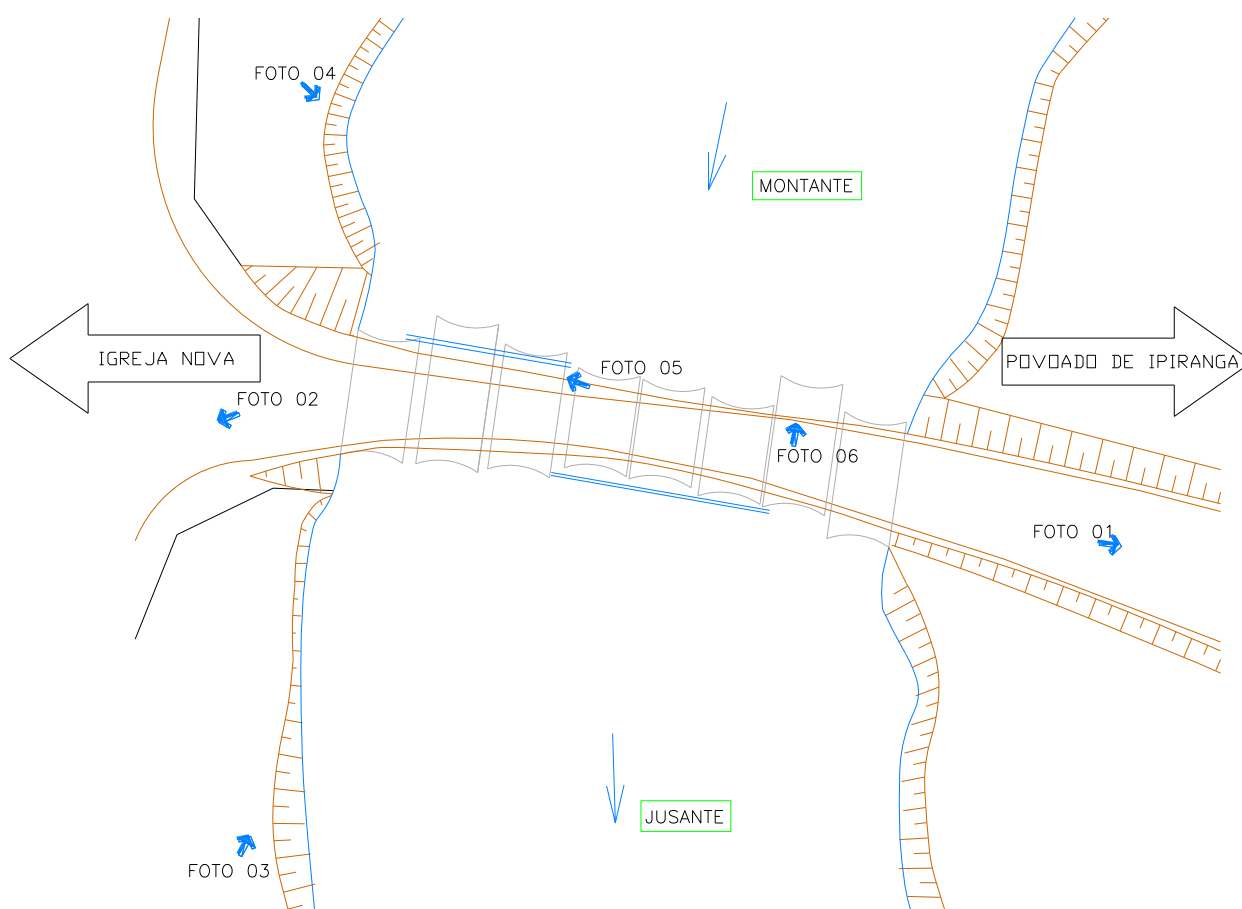 FOTO 04
MONTANTE
IGREJA NOVA
POVOADO DE IPIRANGA
FOTO 05
FOTO 02
FOTO 06
FOTO 01
JUSANTE
FOTO 03